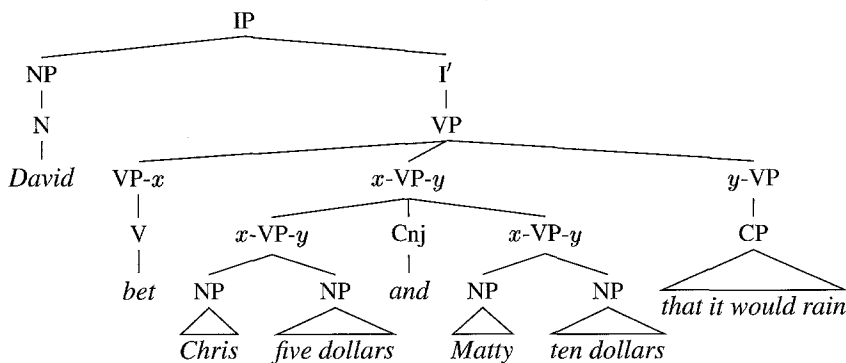 IP
NP I′
N VP
David VP-x x-VP-y y-VP
V x-VP-y Cnj x-VP-y CP
bet NP NP and NP NP that it would rain
Chris five dollars Matty ten dollars